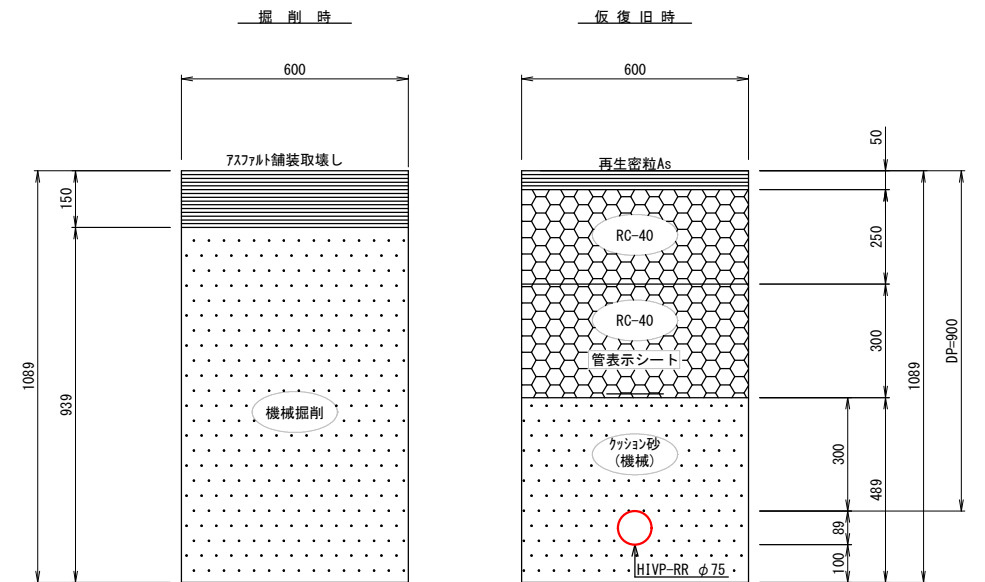 掘削時
仮復旧時
600
600
アスファルト舗装取壊し
再生密粒As
50
150
RC-40
250
RC-40
300
管表示シート
DP=900
1089
939
1089
機械掘削
クッション砂
(機械)
300
489
89
100
HIVP-RR φ75